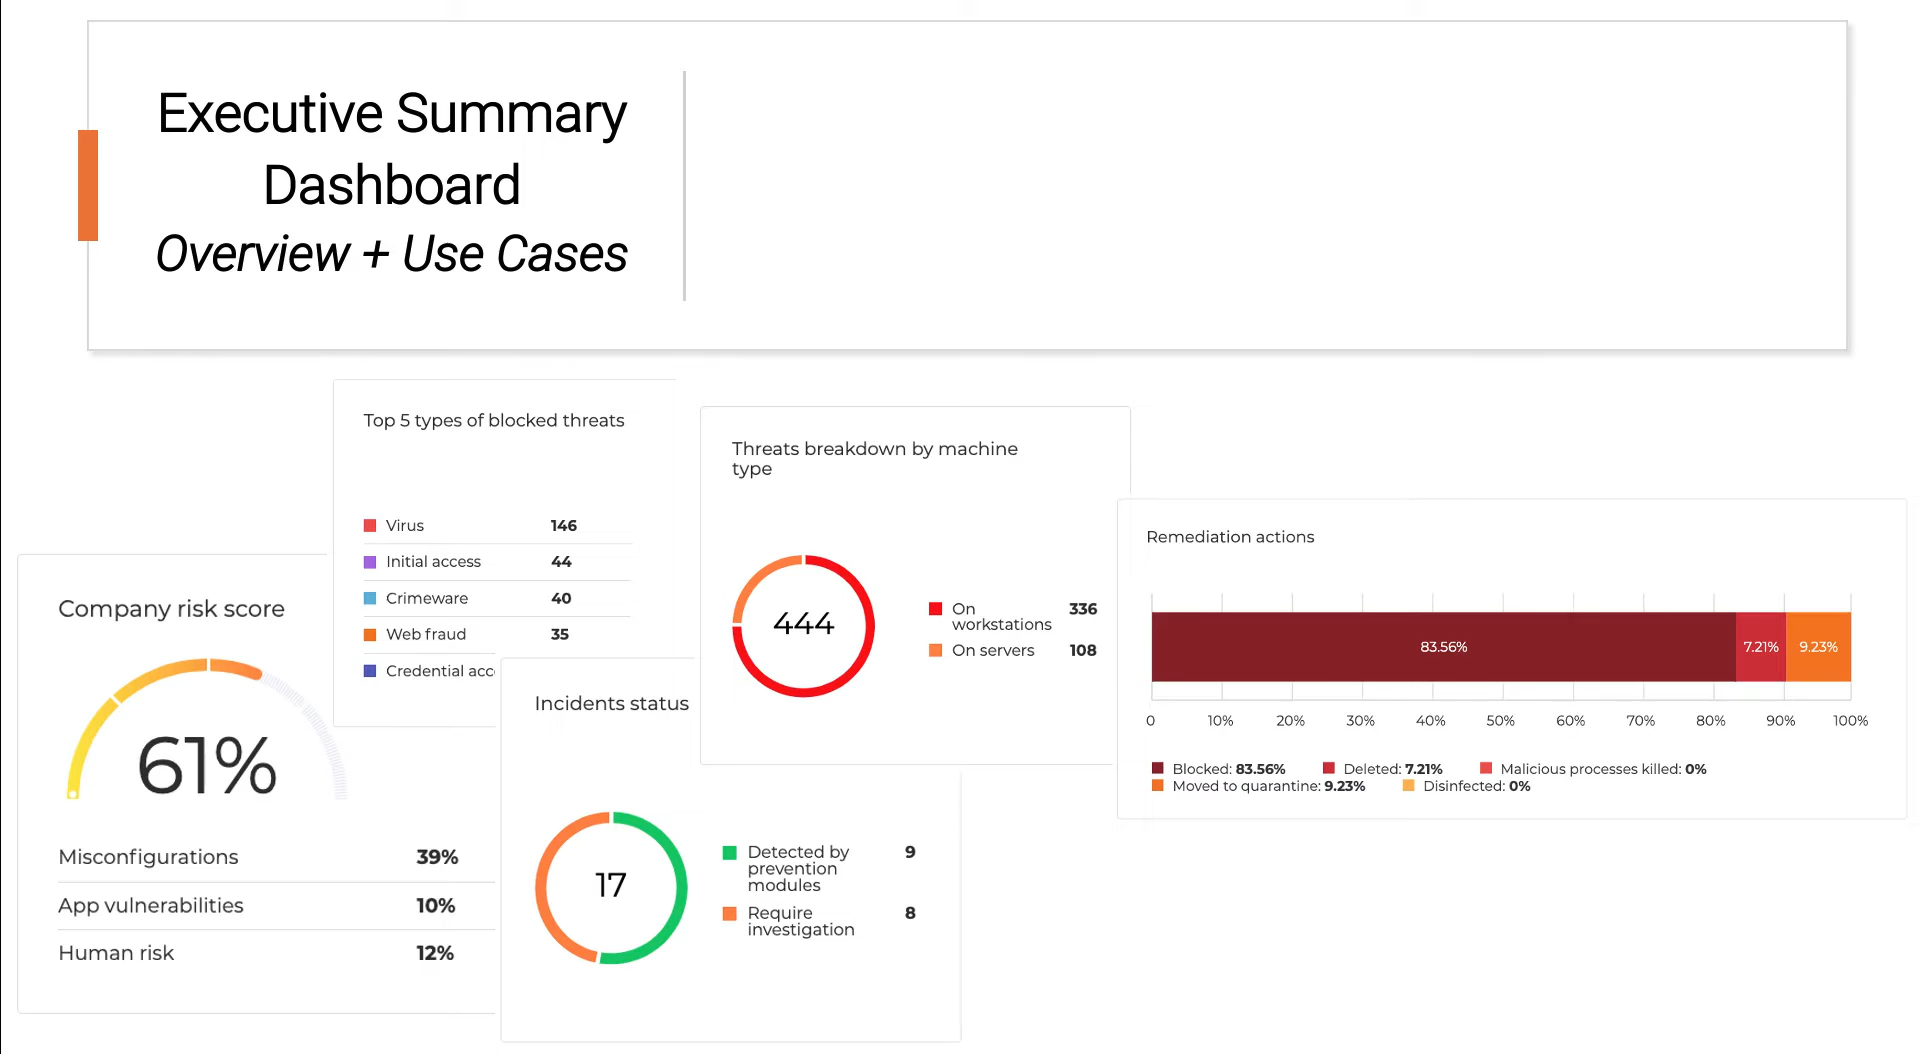 Executive Summary
Dashboard
Overview + Use Cases
Top 5 types of blocked threats
Virus 146
Initial access 44
Crimeware 40
Web fraud 35
Credential acc
Threats breakdown by machine
type
444
On
workstations 336
On servers 108
Remediation actions
83.56% 7.21% 9.23%
0 10% 20% 30% 40% 50% 60% 70% 80% 90% 100%
Blocked: 83.56% Deleted: 7.21% Malicious processes killed: 0%
Moved to quarantine: 9.23% Disinfected: 0%
Company risk score
61%
Misconfigurations 39%
App vulnerabilities 10%
Human risk 12%
Incidents status
17
Detected by 9
prevention
modules
Require 8
investigation